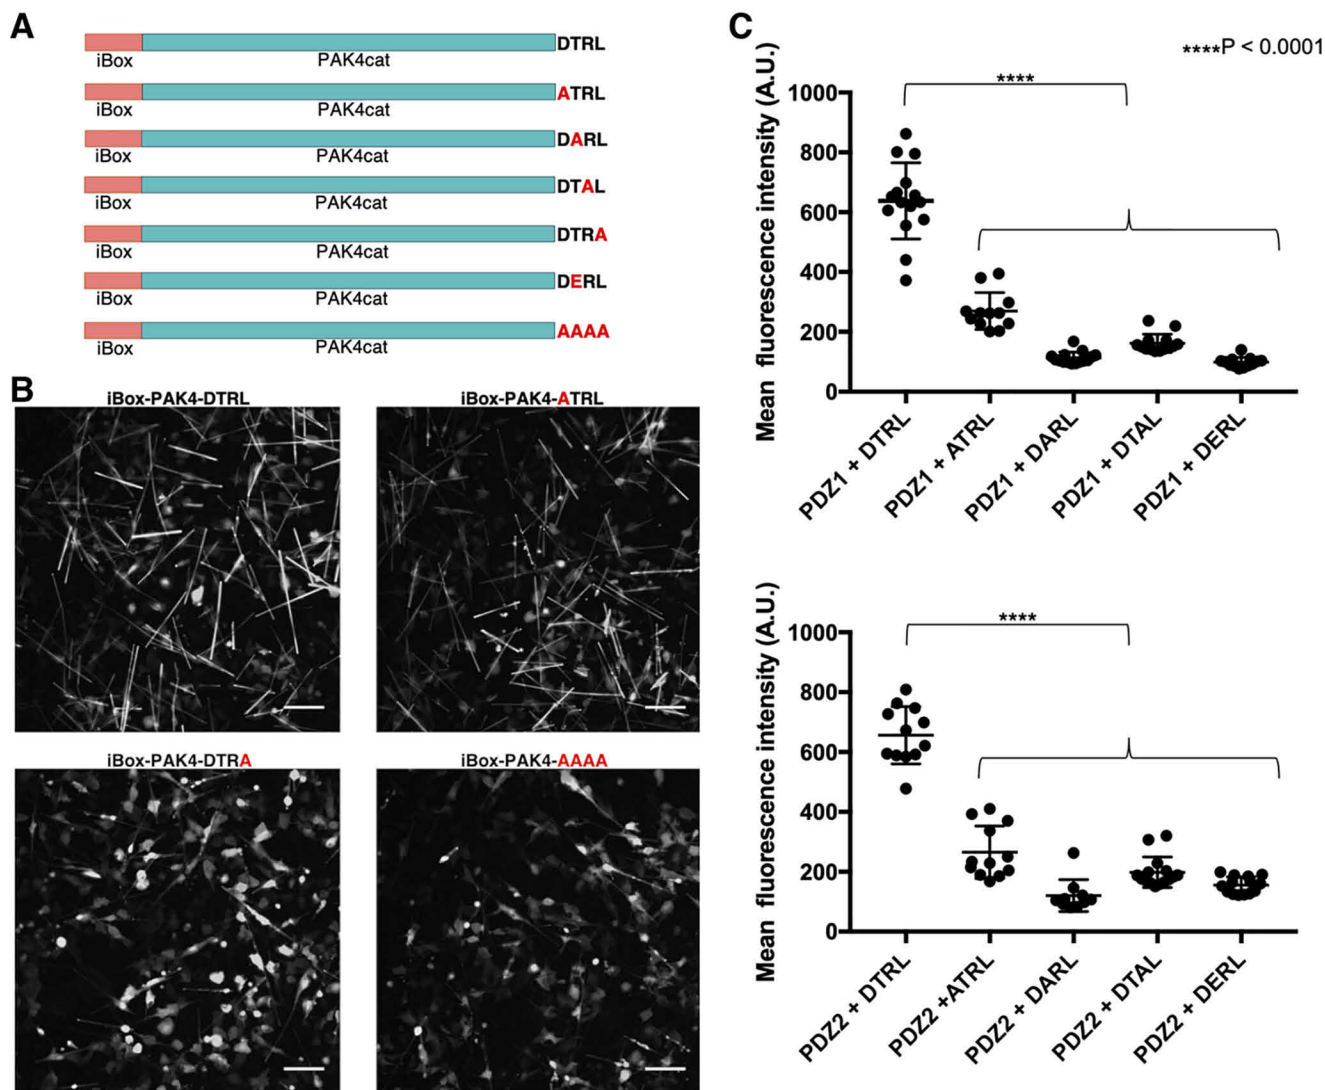 A
DTRL
iBox PAK4cat
ATRL
iBox PAK4cat
DARL
iBox PAK4cat
DTAL
iBox PAK4cat
DTRA
iBox PAK4cat
DERL
iBox PAK4cat
AAAA
iBox PAK4cat
B
iBox-PAK4-DTRL
iBox-PAK4-ATRL
iBox-PAK4-DTRA
iBox-PAK4-AAAA
C
****P < 0.0001
****
Mean fluorescence intensity (A.U.)
1000
800
600
400
200
0
PDZ1 + DTRL
PDZ1 + ATRL
PDZ1 + DARL
PDZ1 + DTAL
PDZ1 + DERL
****
Mean fluorescence intensity (A.U.)
1000
800
600
400
200
0
PDZ2 + DTRL
PDZ2 +ATRL
PDZ2 + DARL
PDZ2 + DTAL
PDZ2 + DERL